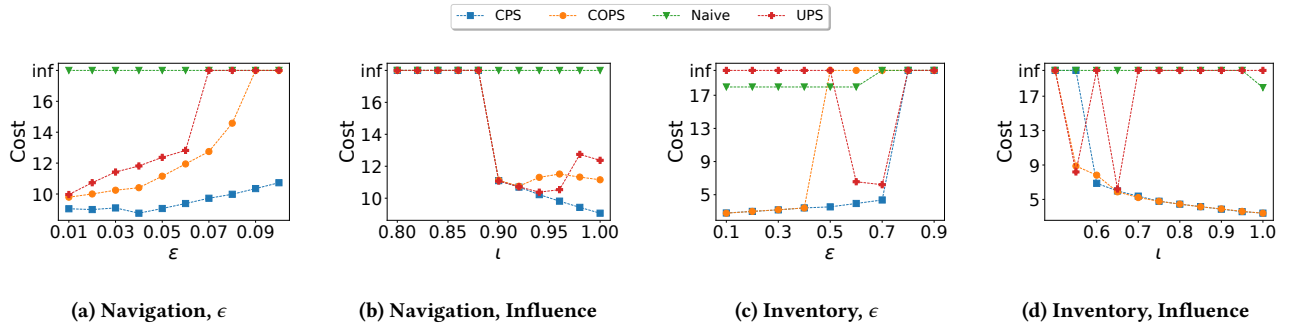 CPS COPS Naive UPS
inf
16
14
12
10
Cost
0.01 0.03 0.05 0.07 0.09
ε
(a) Navigation, ϵ
inf
16
14
12
10
Cost
0.80 0.85 0.90 0.95 1.00
ι
(b) Navigation, Influence
inf
17
13
9
5
Cost
0.1 0.3 0.5 0.7 0.9
ε
(c) Inventory, ϵ
inf
17
13
9
5
Cost
0.6 0.7 0.8 0.9 1.0
ι
(d) Inventory, Influence